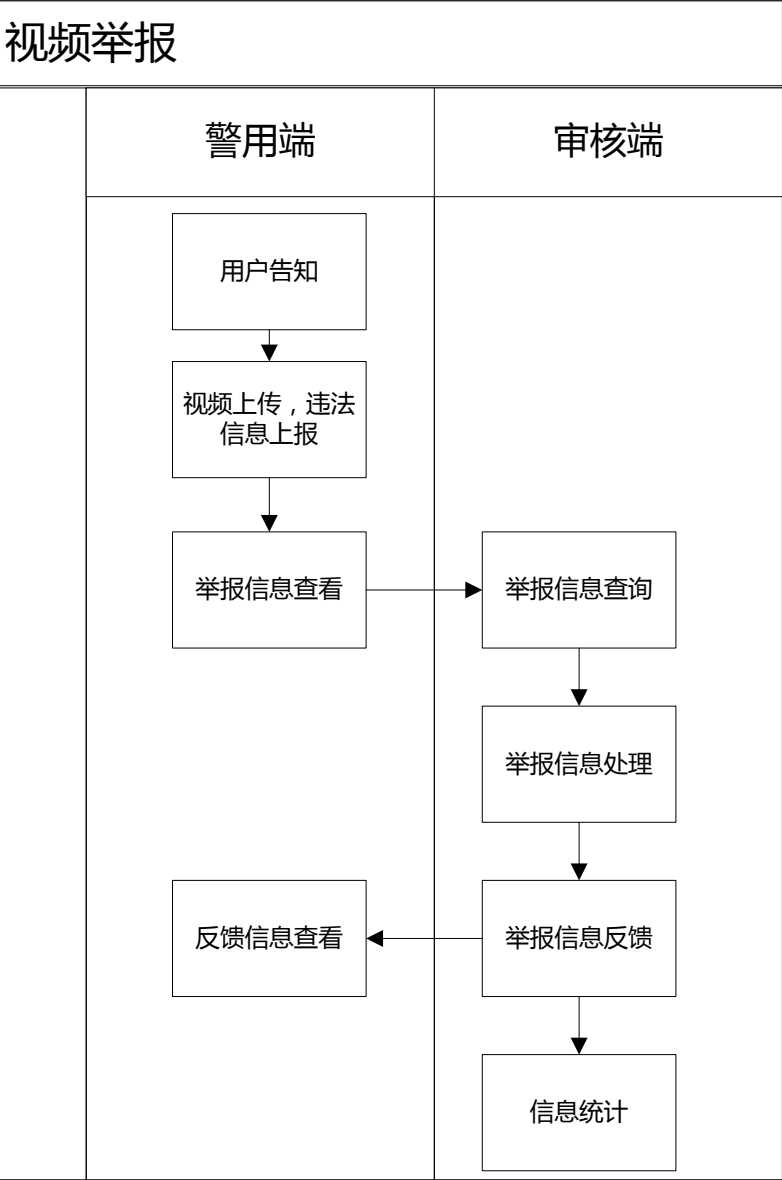 视频举报
警用端
审核端
用户告知
视频上传，违法
信息上报
举报信息查看
举报信息查询
举报信息处理
反馈信息查看
举报信息反馈
信息统计